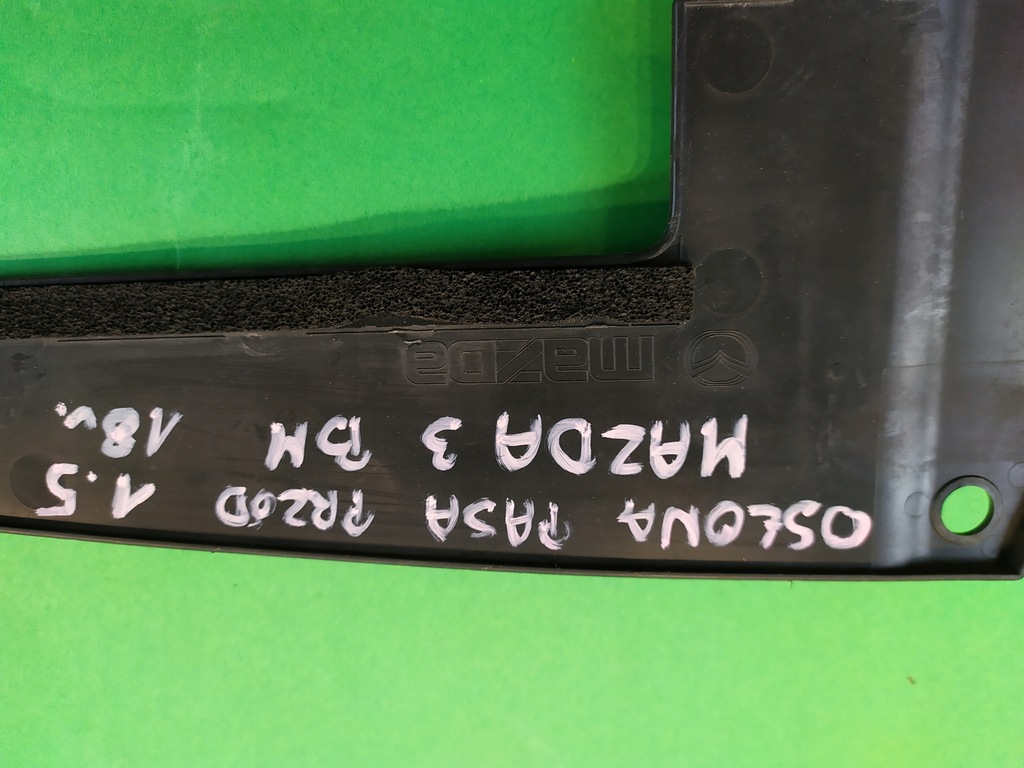 OSŁONA PASA PRZÓD 1.5
MAZDA 3 BM 18r.
mazda